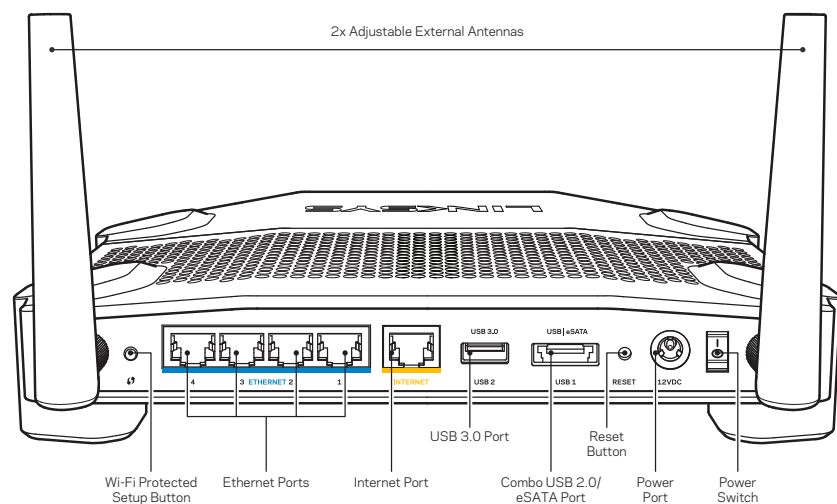 2x Adjustable External Antennas
LINKSYS
USB 3.0
USB | eSATA
4
3
ETHERNET
2
1
INTERNET
USB 2
USB 1
RESET
12VDC
USB 3.0 Port
Reset
Button
Wi-Fi Protected
Setup Button
Ethernet Ports
Internet Port
Combo USB 2.0/
eSATA Port
Power
Port
Power
Switch